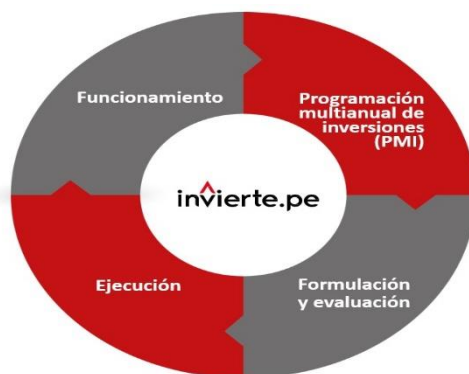 Funcionamiento
Programación
multianual de
inversiones
(PMI)
invierte.pe
Ejecución
Formulación
y evaluación